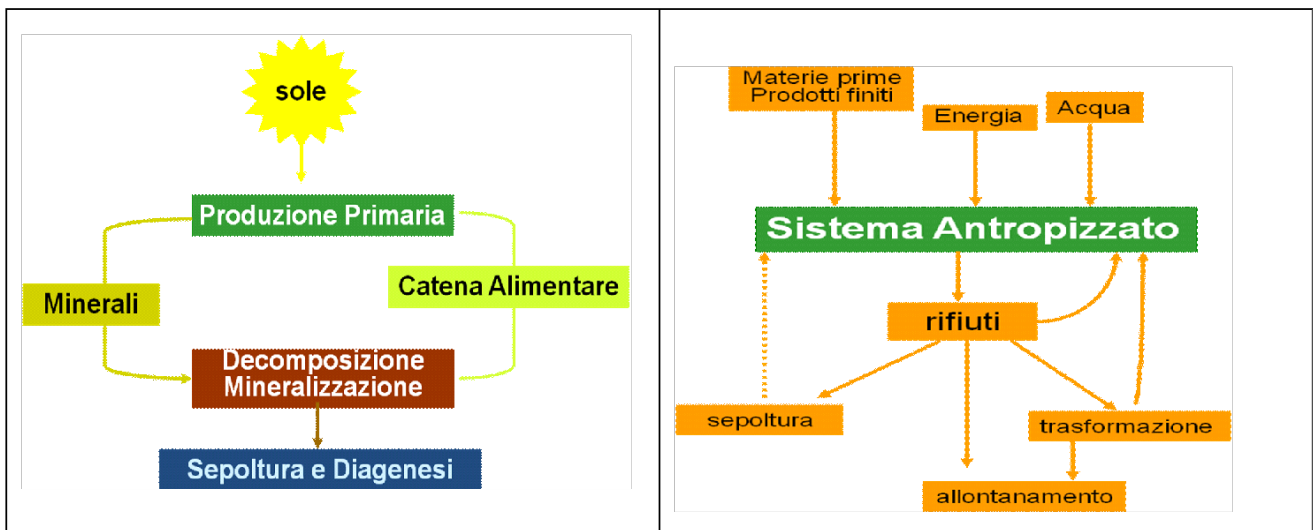 sole
Produzione Primaria
Minerali
Catena Alimentare
Decomposizione
Mineralizzazione
Sepoltura e Diagenesi
Materie prime
Prodotti finiti
Energia
Acqua
Sistema Antropizzato
rifiuti
sepoltura
trasformazione
allontanamento